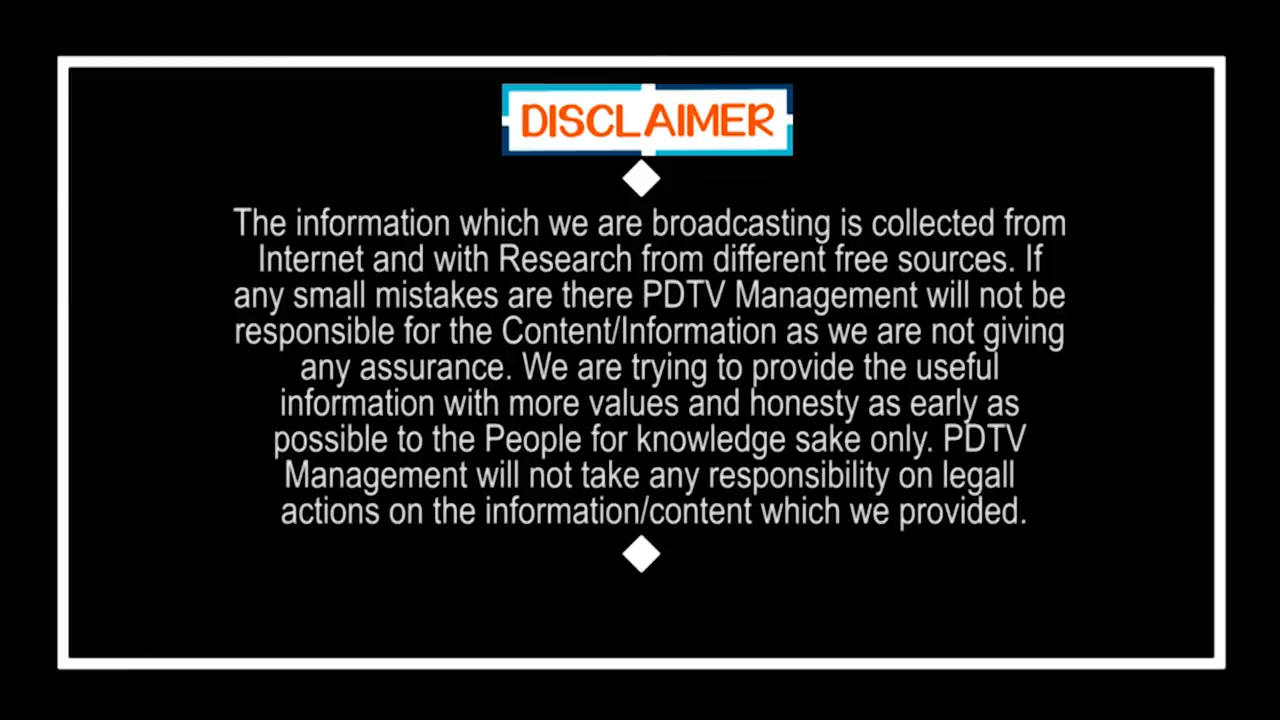 DISCLAIMER
The information which we are broadcasting is collected from
Internet and with Research from different free sources. If
any small mistakes are there PDTV Management will not be
responsible for the Content/Information as we are not giving
any assurance. We are trying to provide the useful
information with more values and honesty as early as
possible to the People for knowledge sake only. PDTV
Management will not take any responsibility on legall
actions on the information/content which we provided.